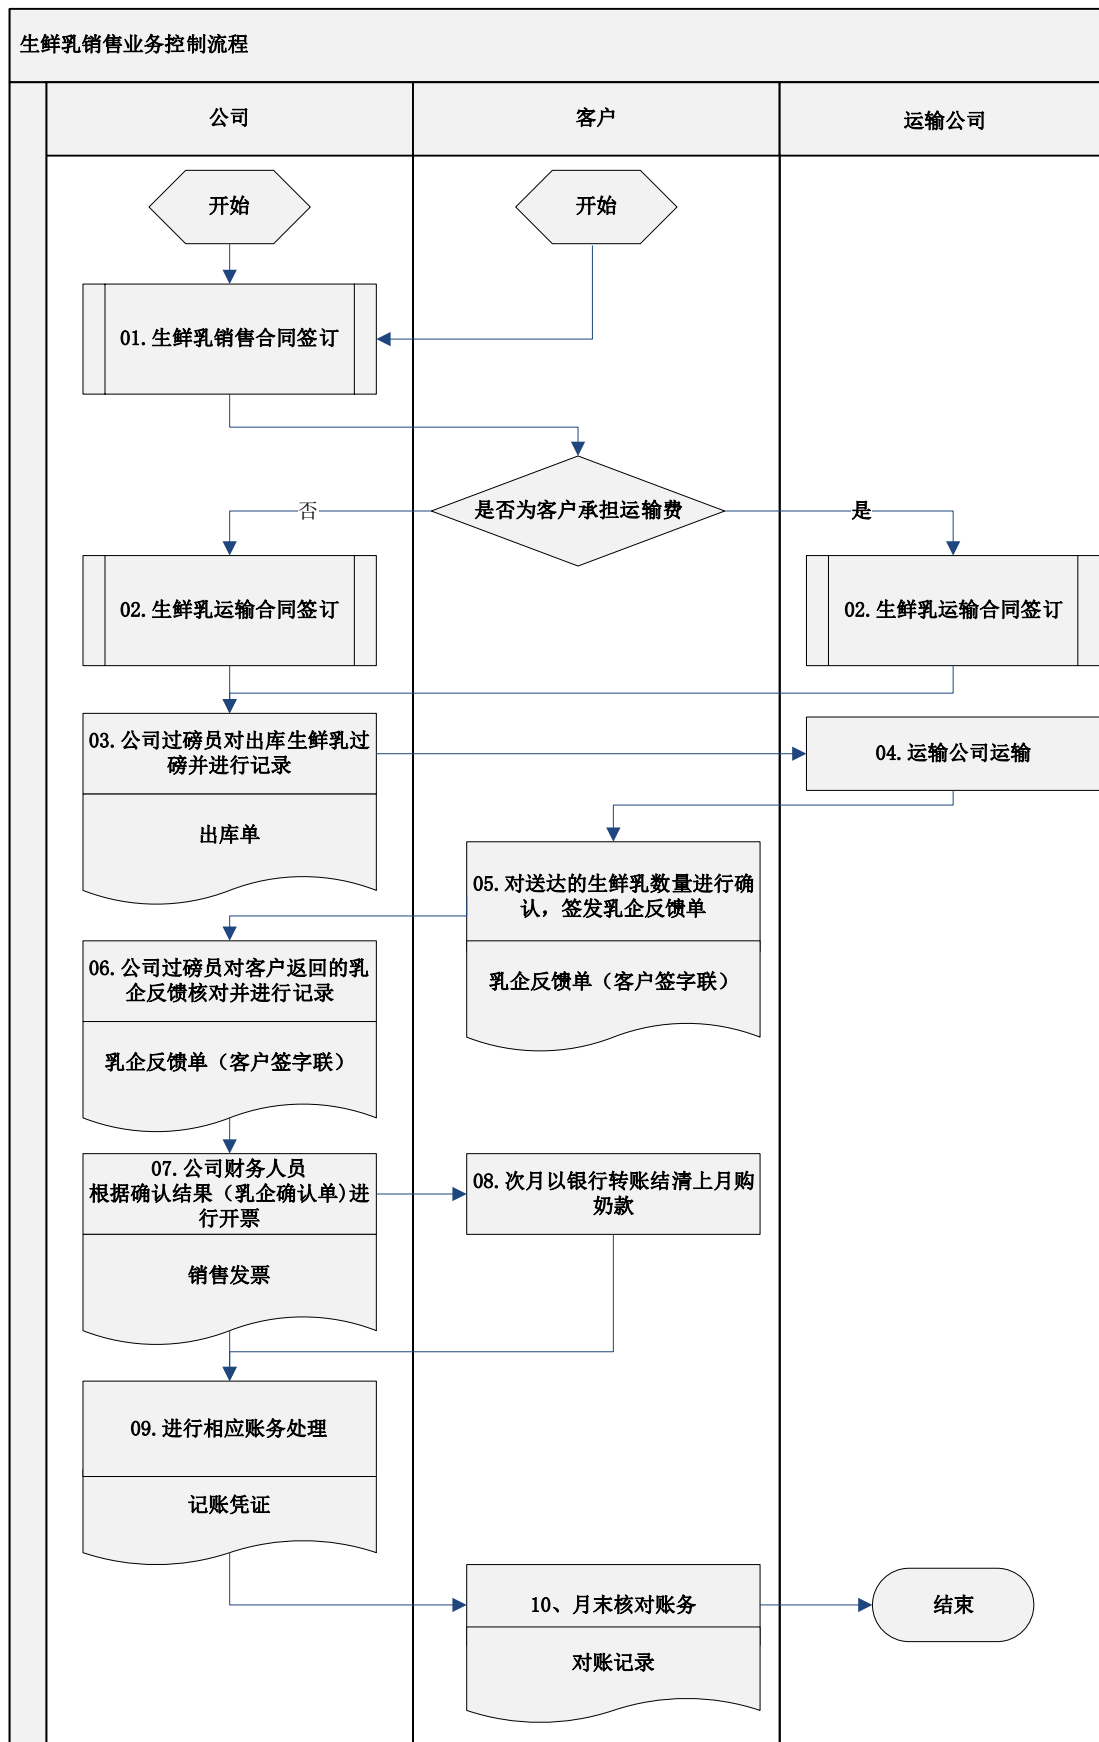 生鲜乳销售业务控制流程
公司
客户
运输公司
开始
开始
01.生鲜乳销售合同签订
是否为客户承担运输费
否
是
02.生鲜乳运输合同签订
02.生鲜乳运输合同签订
03.公司过磅员对出库生鲜乳过
磅并进行记录
出库单
04.运输公司运输
05.对送达的生鲜乳数量进行确
认，签发乳企反馈单
乳企反馈单（客户签字联）
06.公司过磅员对客户返回的乳
企反馈核对并进行记录
乳企反馈单（客户签字联）
07.公司财务人员
根据确认结果（乳企确认单)进
行开票
销售发票
08.次月以银行转账结清上月购
奶款
09.进行相应账务处理
记账凭证
10、月末核对账务
对账记录
结束